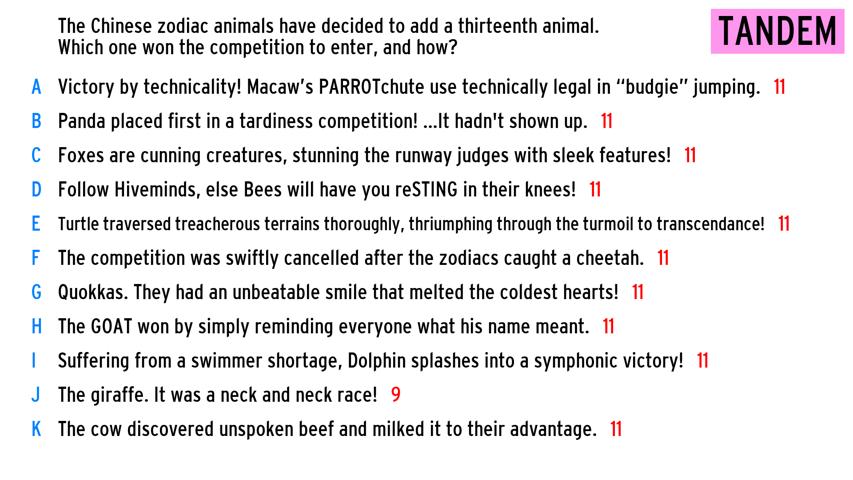 The Chinese zodiac animals have decided to add a thirteenth animal.
Which one won the competition to enter, and how?
TANDEM
A Victory by technicality! Macaw's PARROTchute use technically legal in “budgie” jumping. 11
B Panda placed first in a tardiness competition! ...It hadn't shown up. 11
C Foxes are cunning creatures, stunning the runway judges with sleek features! 11
D Follow Hiveminds, else Bees will have you reSTING in their knees! 11
E Turtle traversed treacherous terrains thoroughly, thriumphing through the turmoil to transcendance! 11
F The competition was swiftly cancelled after the zodiacs caught a cheetah. 11
G Quokkas. They had an unbeatable smile that melted the coldest hearts! 11
H The GOAT won by simply reminding everyone what his name meant. 11
I Suffering from a swimmer shortage, Dolphin splashes into a symphonic victory! 11
J The giraffe. It was a neck and neck race! 9
K The cow discovered unspoken beef and milked it to their advantage. 11